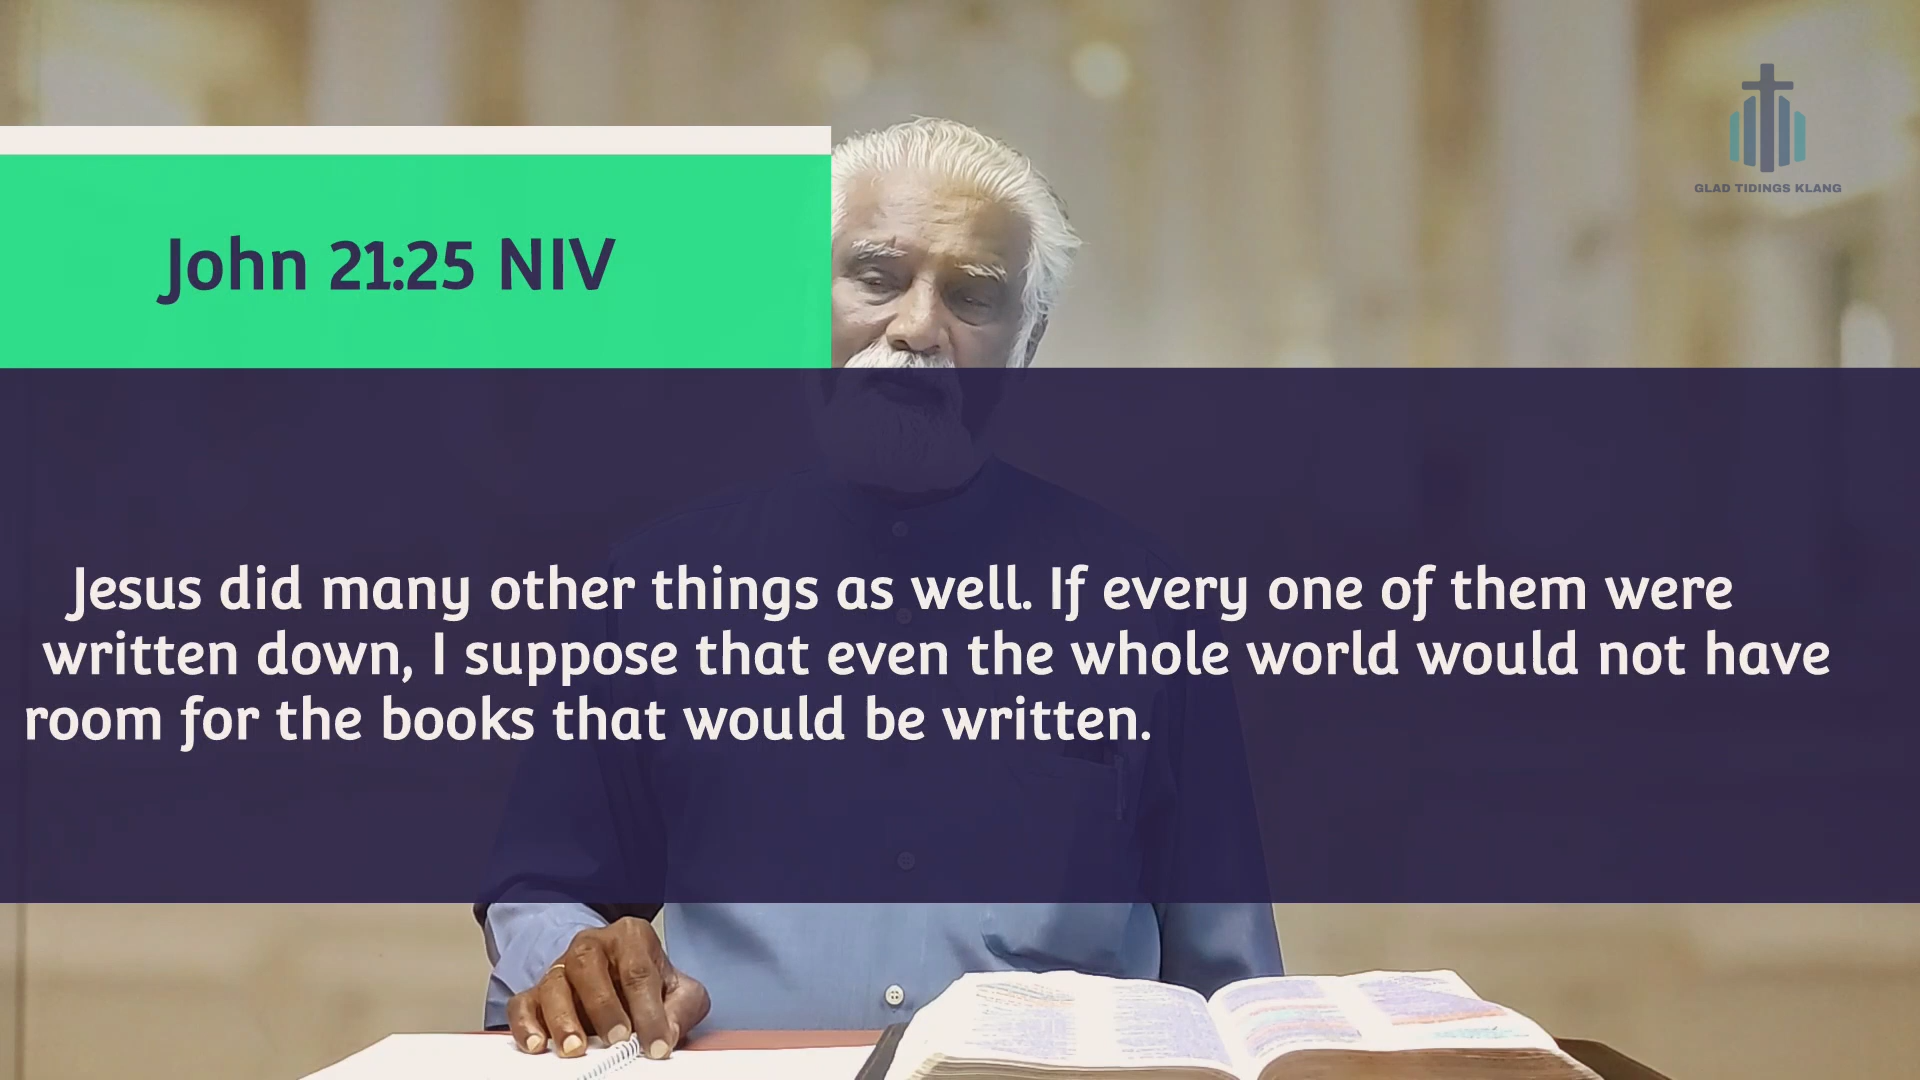 GLAD TIDINGS KLANG
John 21:25 NIV
Jesus did many other things as well. If every one of them were
written down, I suppose that even the whole world would not have
room for the books that would be written.